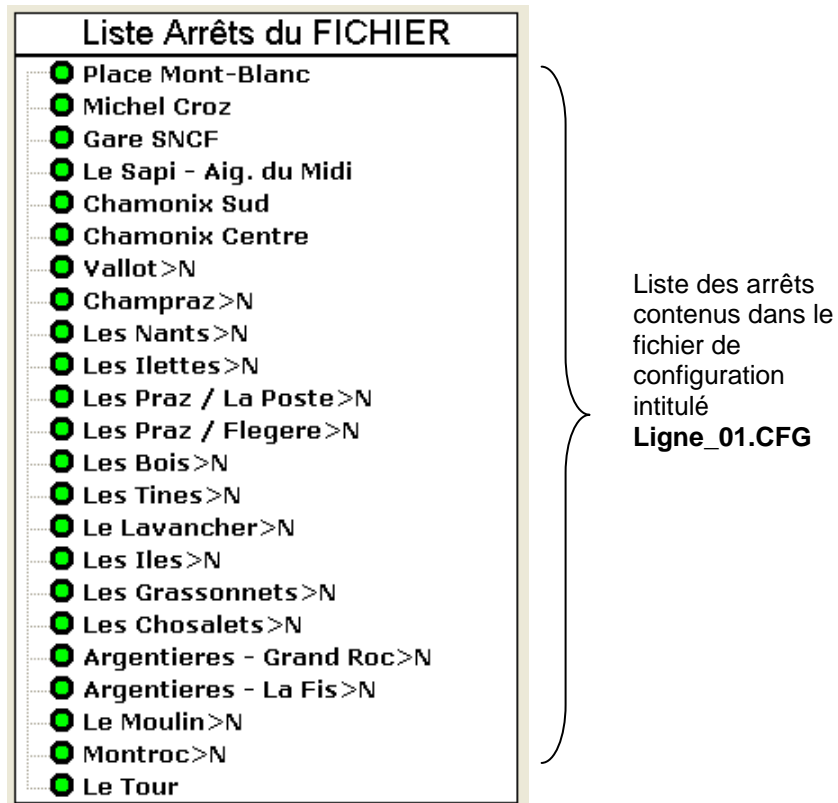 Liste Arrêts du FICHIER
Place Mont-Blanc
Michel Croz
Gare SNCF
Le Sapi - Aig. du Midi
Chamonix Sud
Chamonix Centre
Vallot>N
Champraz>N
Les Nants>N
Les Ilettes>N
Les Praz / La Poste>N
Les Praz / Flegere>N
Les Bois>N
Les Tines>N
Le Lavancher>N
Les Iles>N
Les Grassonnets>N
Les Chosalets>N
Argentieres - Grand Roc>N
Argentieres - La Fis>N
Le Moulin>N
Montroc>N
Le Tour
Liste des arrêts
contenus dans le
fichier de
configuration
intitulé
Ligne_01.CFG